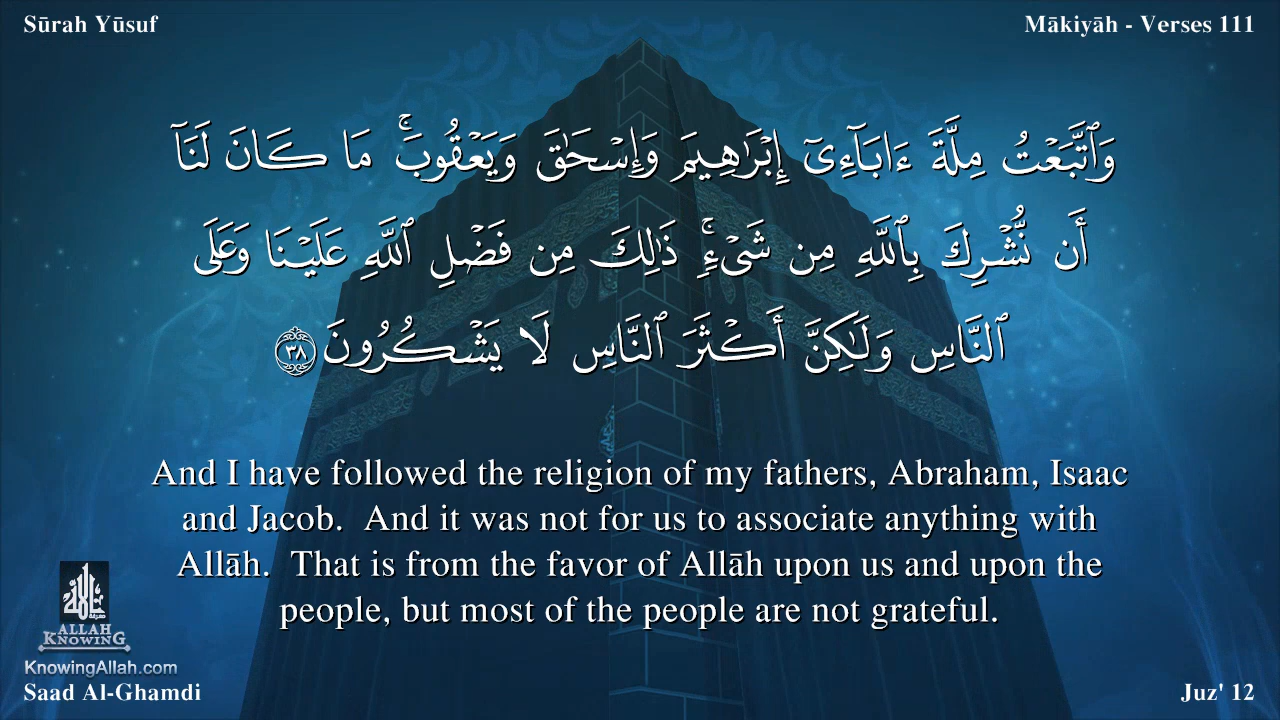 Sūrah Yūsuf
Mākiyāh - Verses 111
وَٱتَّبَعْتُ مِلَّةَ ءَابَآءِىٓ إِبْرَٰهِيمَ وَإِسْحَٰقَ وَيَعْقُوبَ ۚ مَا كَانَ لَنَآ
أَن نُّشْرِكَ بِٱللَّهِ مِن شَىْءٍ ۚ ذَٰلِكَ مِن فَضْلِ ٱللَّهِ عَلَيْنَا وَعَلَى
ٱلنَّاسِ وَلَٰكِنَّ أَكْثَرَ ٱلنَّاسِ لَا يَشْكُرُونَ ٣٨
And I have followed the religion of my fathers, Abraham, Isaac
and Jacob.  And it was not for us to associate anything with
Allāh.  That is from the favor of Allāh upon us and upon the
people, but most of the people are not grateful.
ALLAH
KNOWING
KnowingAllah.com
Saad Al-Ghamdi
Juz' 12